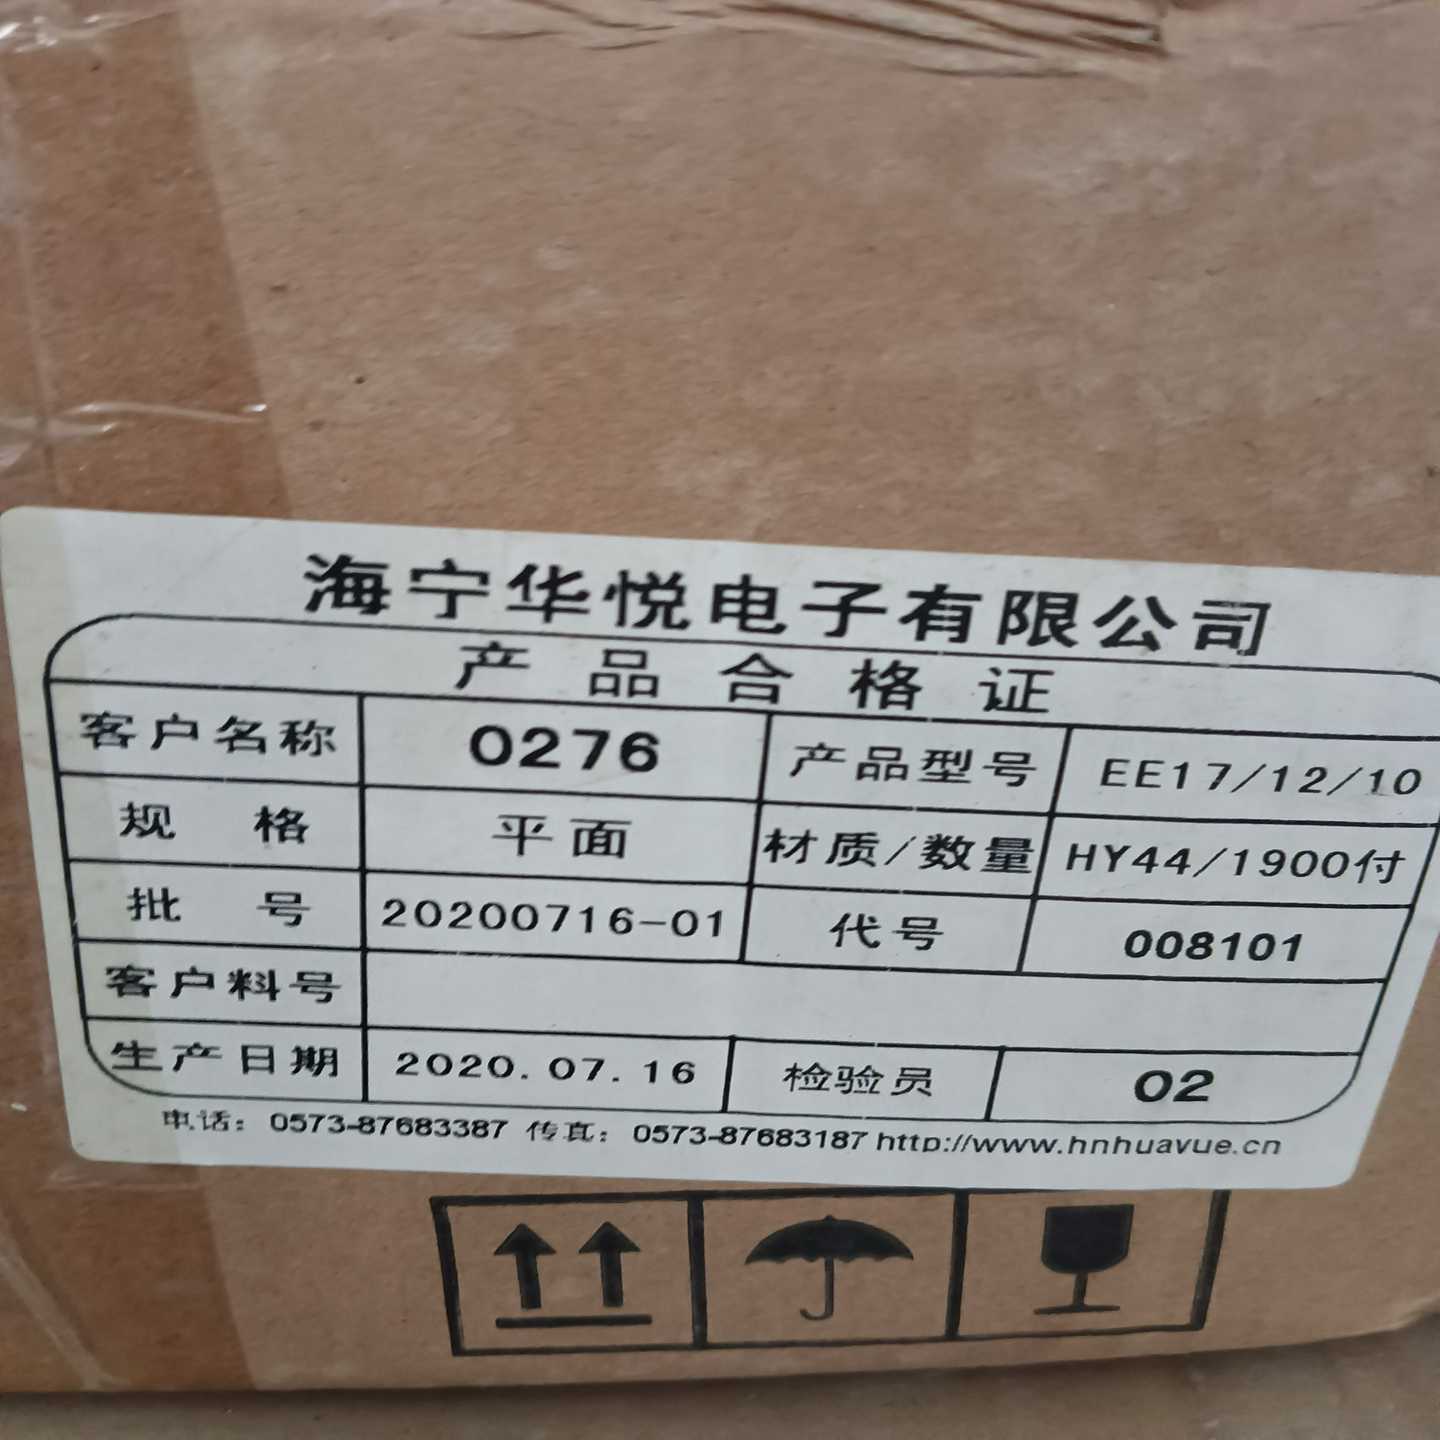 海宁华悦电子有限公司
产品合格证
客户名称 0276 产品型号 EE17/12/10
规格 平面 材质/数量 HY44/1900付
批号 20200716-01 代号 008101
客户料号
生产日期 2020.07.16 检验员 02
电话: 0573-87683387 传真: 0573-87683187 http://www.hnhuayue.cn